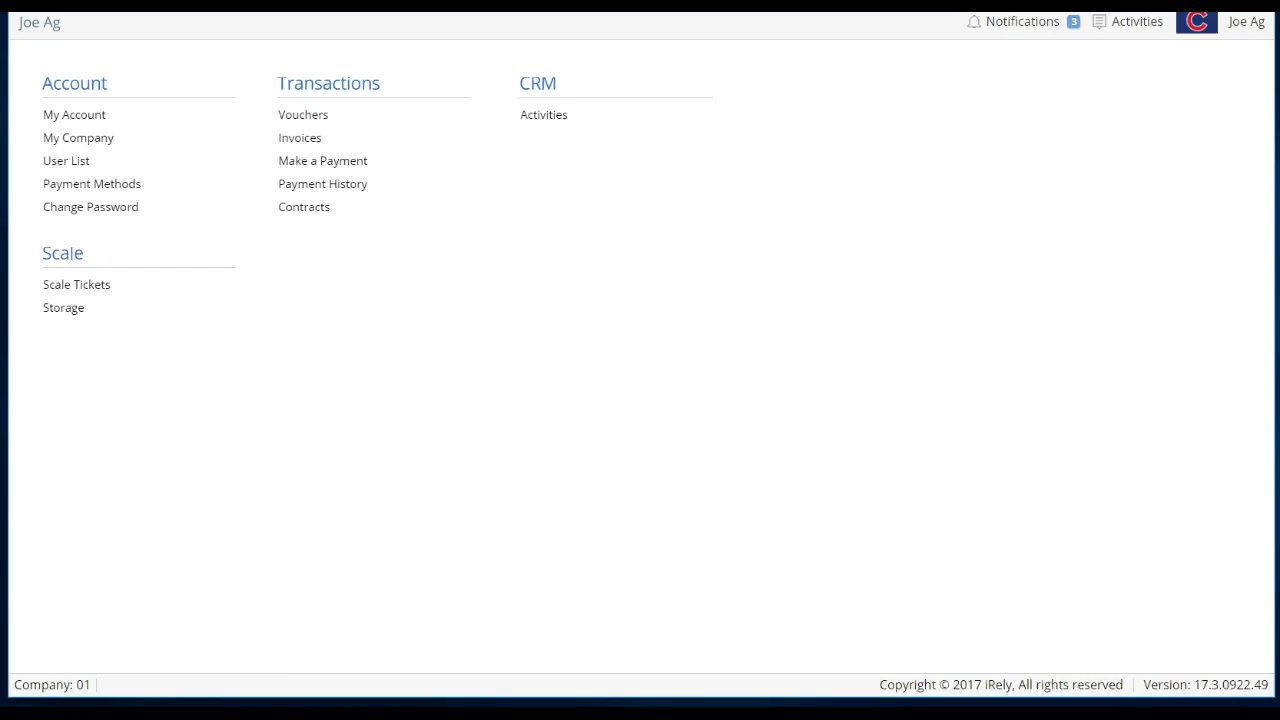 Joe Ag
Notifications 3 Activities C Joe Ag
Account
My Account
My Company
User List
Payment Methods
Change Password
Transactions
Vouchers
Invoices
Make a Payment
Payment History
Contracts
CRM
Activities
Scale
Scale Tickets
Storage
Company: 01
Copyright © 2017 iRely, All rights reserved
Version: 17.3.0922.49